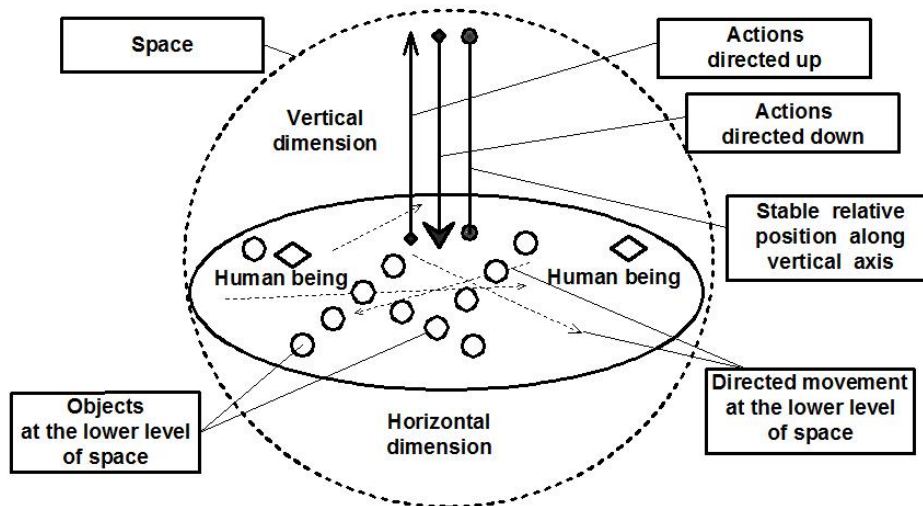 Space
Actions
directed up
Vertical
dimension
Actions
directed down
Stable relative
position along
vertical axis
Human being
Human being
Objects
at the lower level
of space
Horizontal
dimension
Directed movement
at the lower level
of space